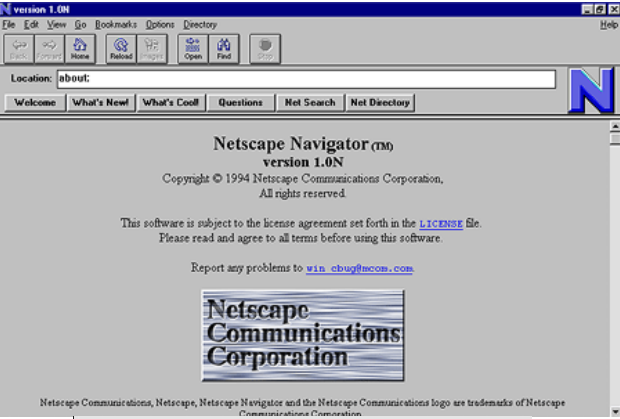 version 1.0N
File Edit View Go Bookmarks Options Directory Help
Back Forward Home Reload Images Open Find Stop
Location: about:
Welcome What's New! What's Cool! Questions Net Search Net Directory
N
Netscape Navigator (TM)
version 1.0N
Copyright © 1994 Netscape Communications Corporation,
All rights reserved.
This software is subject to the license agreement set forth in the LICENSE file.
Please read and agree to all terms before using this software.
Report any problems to win_cbug@mcom.com.
Netscape
Communications
Corporation
Netscape Communications, Netscape, Netscape Navigator and the Netscape Communications logo are trademarks of Netscape
Communications Corporation